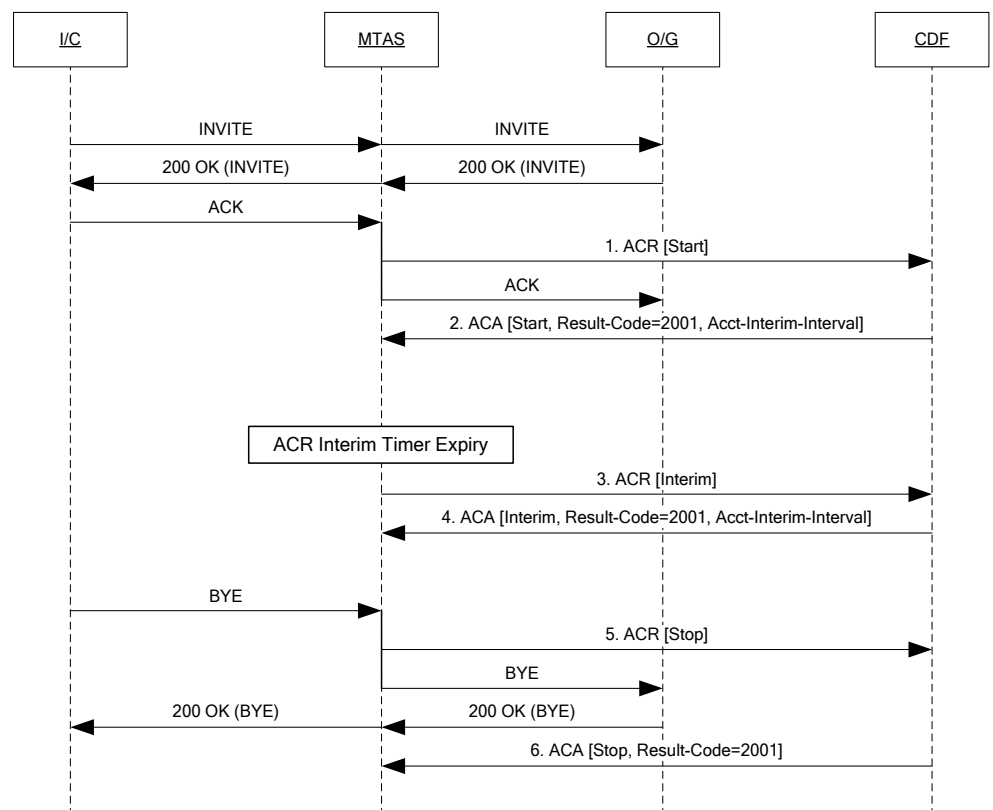 I/C
MTAS
O/G
CDF
INVITE
INVITE
200 OK (INVITE)
200 OK (INVITE)
ACK
1. ACR [Start]
ACK
2. ACA [Start, Result-Code=2001, Acct-Interim-Interval]
ACR Interim Timer Expiry
3. ACR [Interim]
4. ACA [Interim, Result-Code=2001, Acct-Interim-Interval]
BYE
5. ACR [Stop]
BYE
200 OK (BYE)
200 OK (BYE)
6. ACA [Stop, Result-Code=2001]